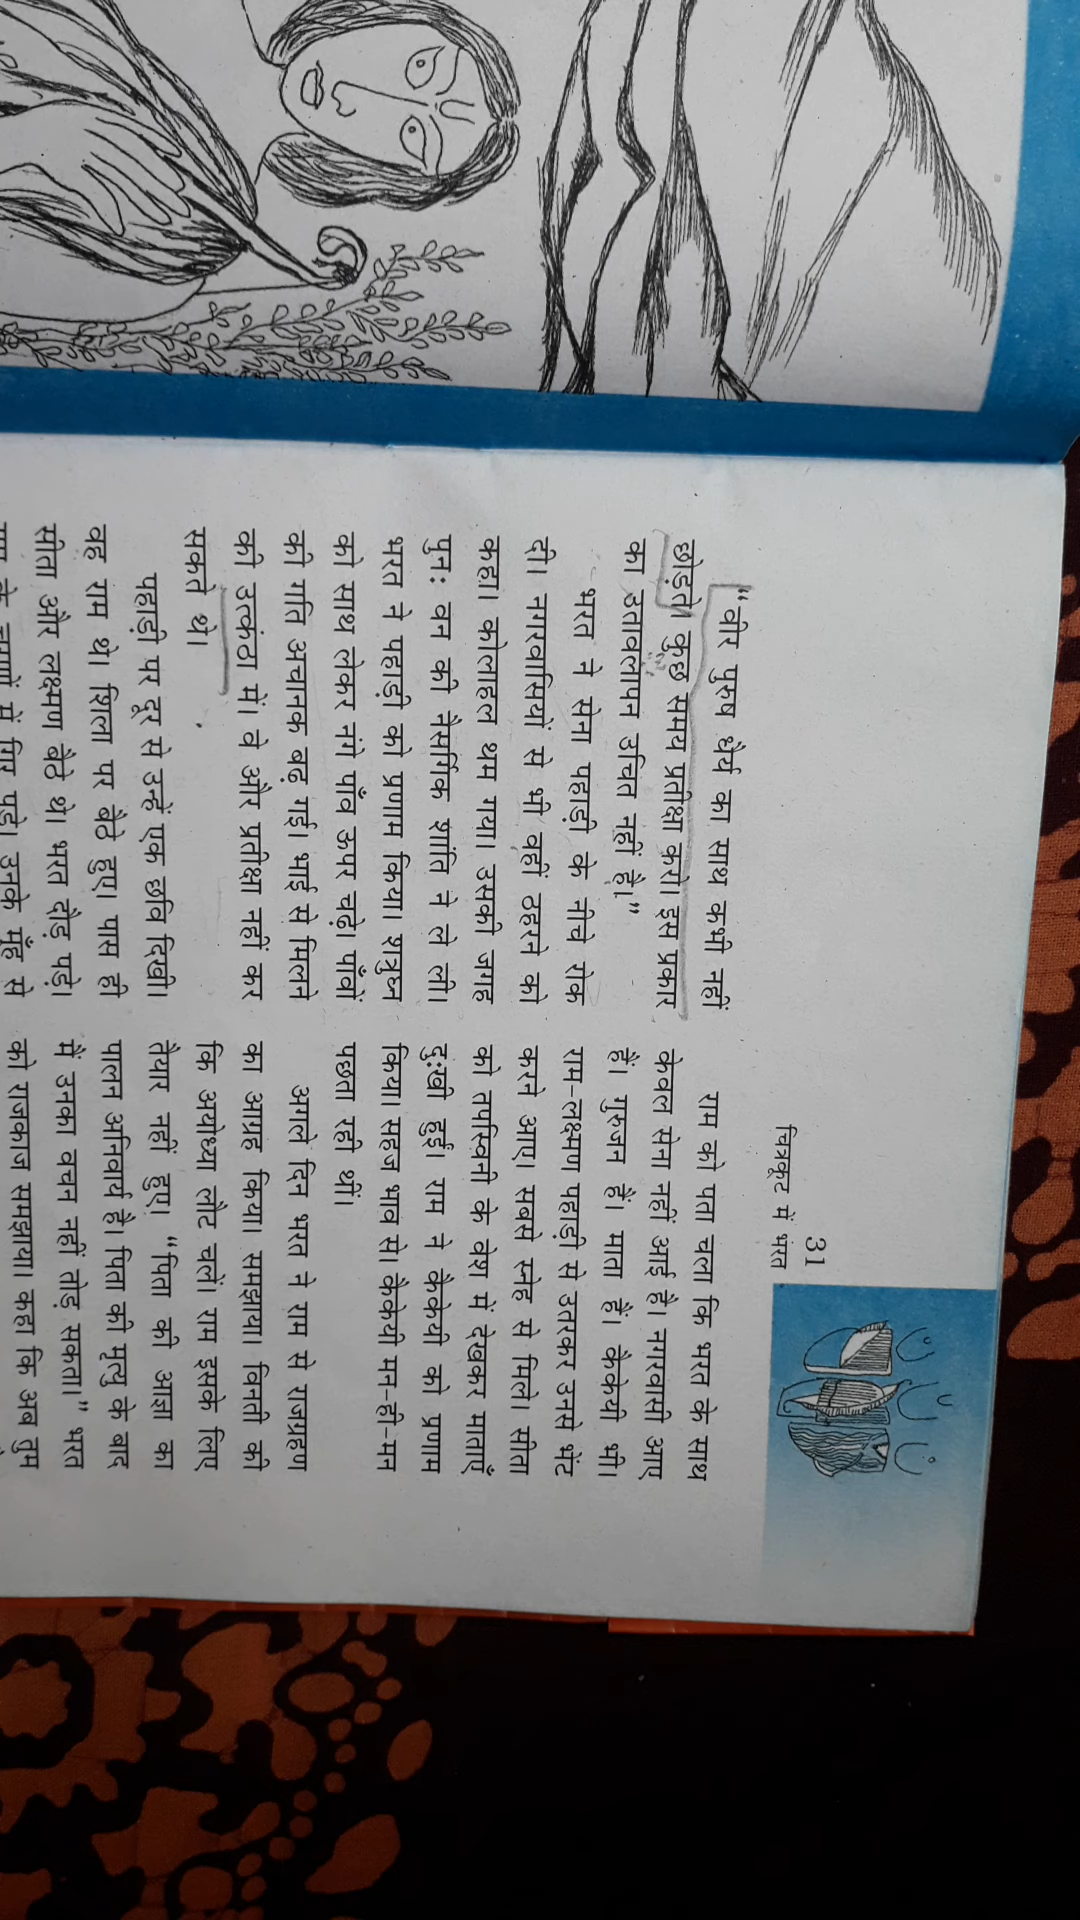 31
चित्रकूट में भरत
“वीर पुरुष धैर्य का साथ कभी नहीं
छोड़ते। कुछ समय प्रतीक्षा करो। इस प्रकार
का उतावलापन उचित नहीं है।”
भरत ने सेना पहाड़ी के नीचे रोक
दी। नगरवासियों से भी वहीं ठहरने को
कहा। कोलाहल थम गया। उसकी जगह
पुनः वन की नैसर्गिक शांति ने ले ली।
भरत ने पहाड़ी को प्रणाम किया। शत्रुघ्न
को साथ लेकर नंगे पाँव ऊपर चढ़े। पाँवों
की गति अचानक बढ़ गई। भाई से मिलने
की उत्कंठा में। वे और प्रतीक्षा नहीं कर
सकते थे।
पहाड़ी पर दूर से उन्हें एक छवि दिखी।
वह राम थे। शिला पर बैठे हुए। पास ही
सीता और लक्ष्मण बैठे थे। भरत दौड़ पड़े।
के चरणों में गिर पड़े। उनके मुँह से
राम को पता चला कि भरत के साथ
केवल सेना नहीं आई है। नगरवासी आए
हैं। गुरुजन हैं। माता हैं। कैकेयी भी।
राम-लक्ष्मण पहाड़ी से उतरकर उनसे भेंट
करने आए। सबसे स्नेह से मिले। सीता
को तपस्विनी के वेश में देखकर माताएँ
दुःखी हुईं। राम ने कैकेयी को प्रणाम
किया। सहज भाव से। कैकेयी मन-ही-मन
पछता रही थीं।
अगले दिन भरत ने राम से राजग्रहण
का आग्रह किया। समझाया। विनती की
कि अयोध्या लौट चलें। राम इसके लिए
तैयार नहीं हुए। “पिता की आज्ञा का
पालन अनिवार्य है। पिता की मृत्यु के बाद
मैं उनका वचन नहीं तोड़ सकता।” भरत
को राजकाज समझाया। कहा कि अब तुम